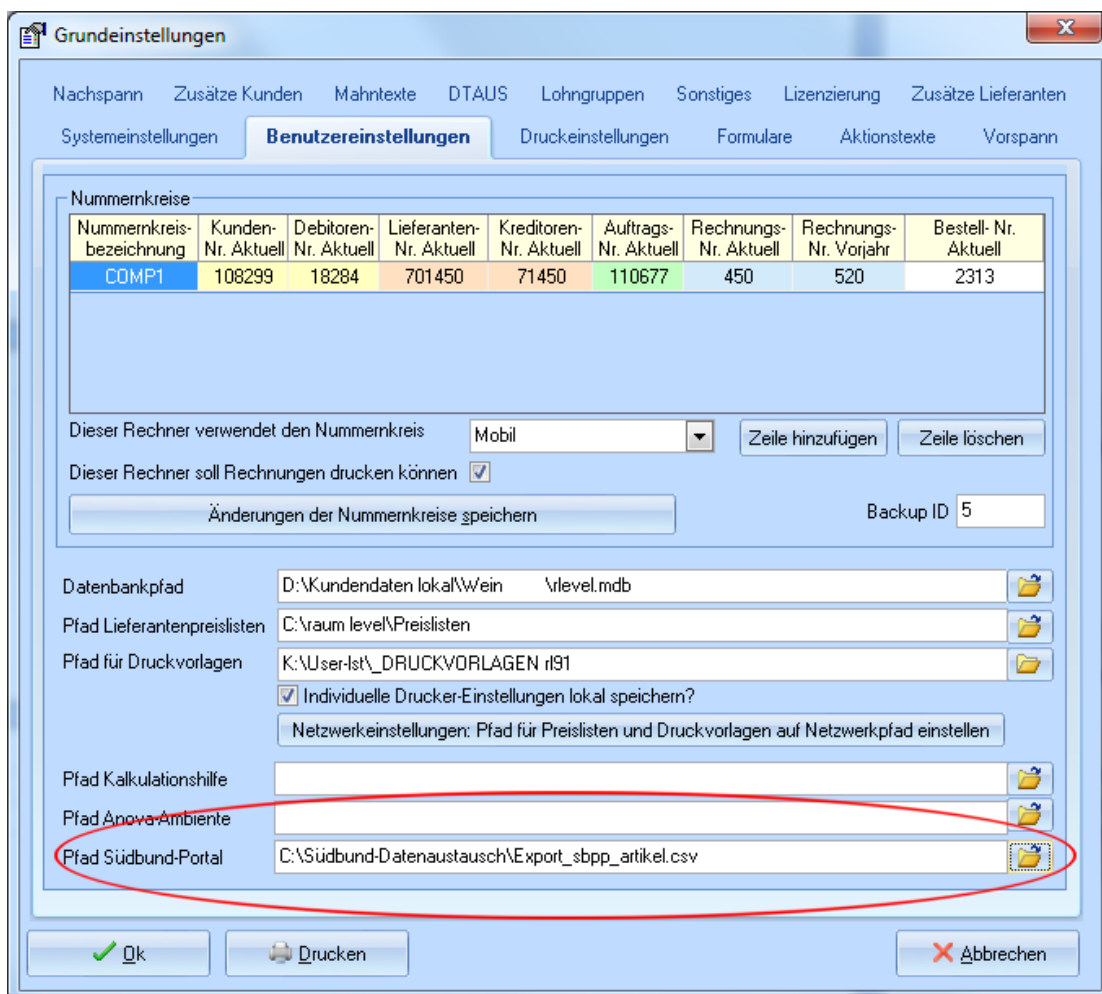 Grundeinstellungen
Nachspann Zusätze Kunden Mahntexte DTAUS Lohngruppen Sonstiges Lizenzierung Zusätze Lieferanten
Systemeinstellungen Benutzereinstellungen Druckeinstellungen Formulare Aktionstexte Vorspann
Nummernkreise
Nummernkreis- Kunden- Debitoren- Lieferanten- Kreditoren- Auftrags- Rechnungs- Rechnungs- Bestell- Nr.
bezeichnung Nr. Aktuell Nr. Aktuell Nr. Aktuell Nr. Aktuell Nr. Aktuell Nr. Aktuell Nr. Vorjahr Aktuell
COMP1 108299 18284 701450 71450 110677 450 520 2313
Dieser Rechner verwendet den Nummernkreis Mobil Zeile hinzufügen Zeile löschen
Dieser Rechner soll Rechnungen drucken können
Änderungen der Nummernkreise speichern Backup ID 5
Datenbankpfad D:\Kundendaten lokal\Wein \rlevel.mdb
Pfad Lieferantenpreislisten C:\raum level\Preislisten
Pfad für Druckvorlagen K:\User-Ist\_DRUCKVORLAGEN rl91
Individuelle Drucker-Einstellungen lokal speichern?
Netzwerkeinstellungen: Pfad für Preislisten und Druckvorlagen auf Netzwerkpfad einstellen
Pfad Kalkulationshilfe
Pfad Anova-Ambiente
Pfad Südbund-Portal C:\Südbund-Datenaustausch\Export_sbpp_artikel.csv
Ok Drucken Abbrechen